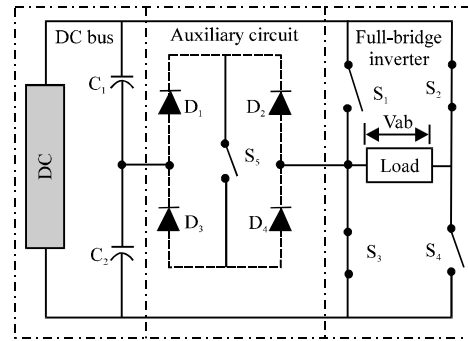 DC bus
Auxiliary circuit
Full-bridge
inverter
C₁
D₁
D₂
S₁
S₂
Vab
DC
S₅
Load
C₂
D₃
D₄
S₃
S₄